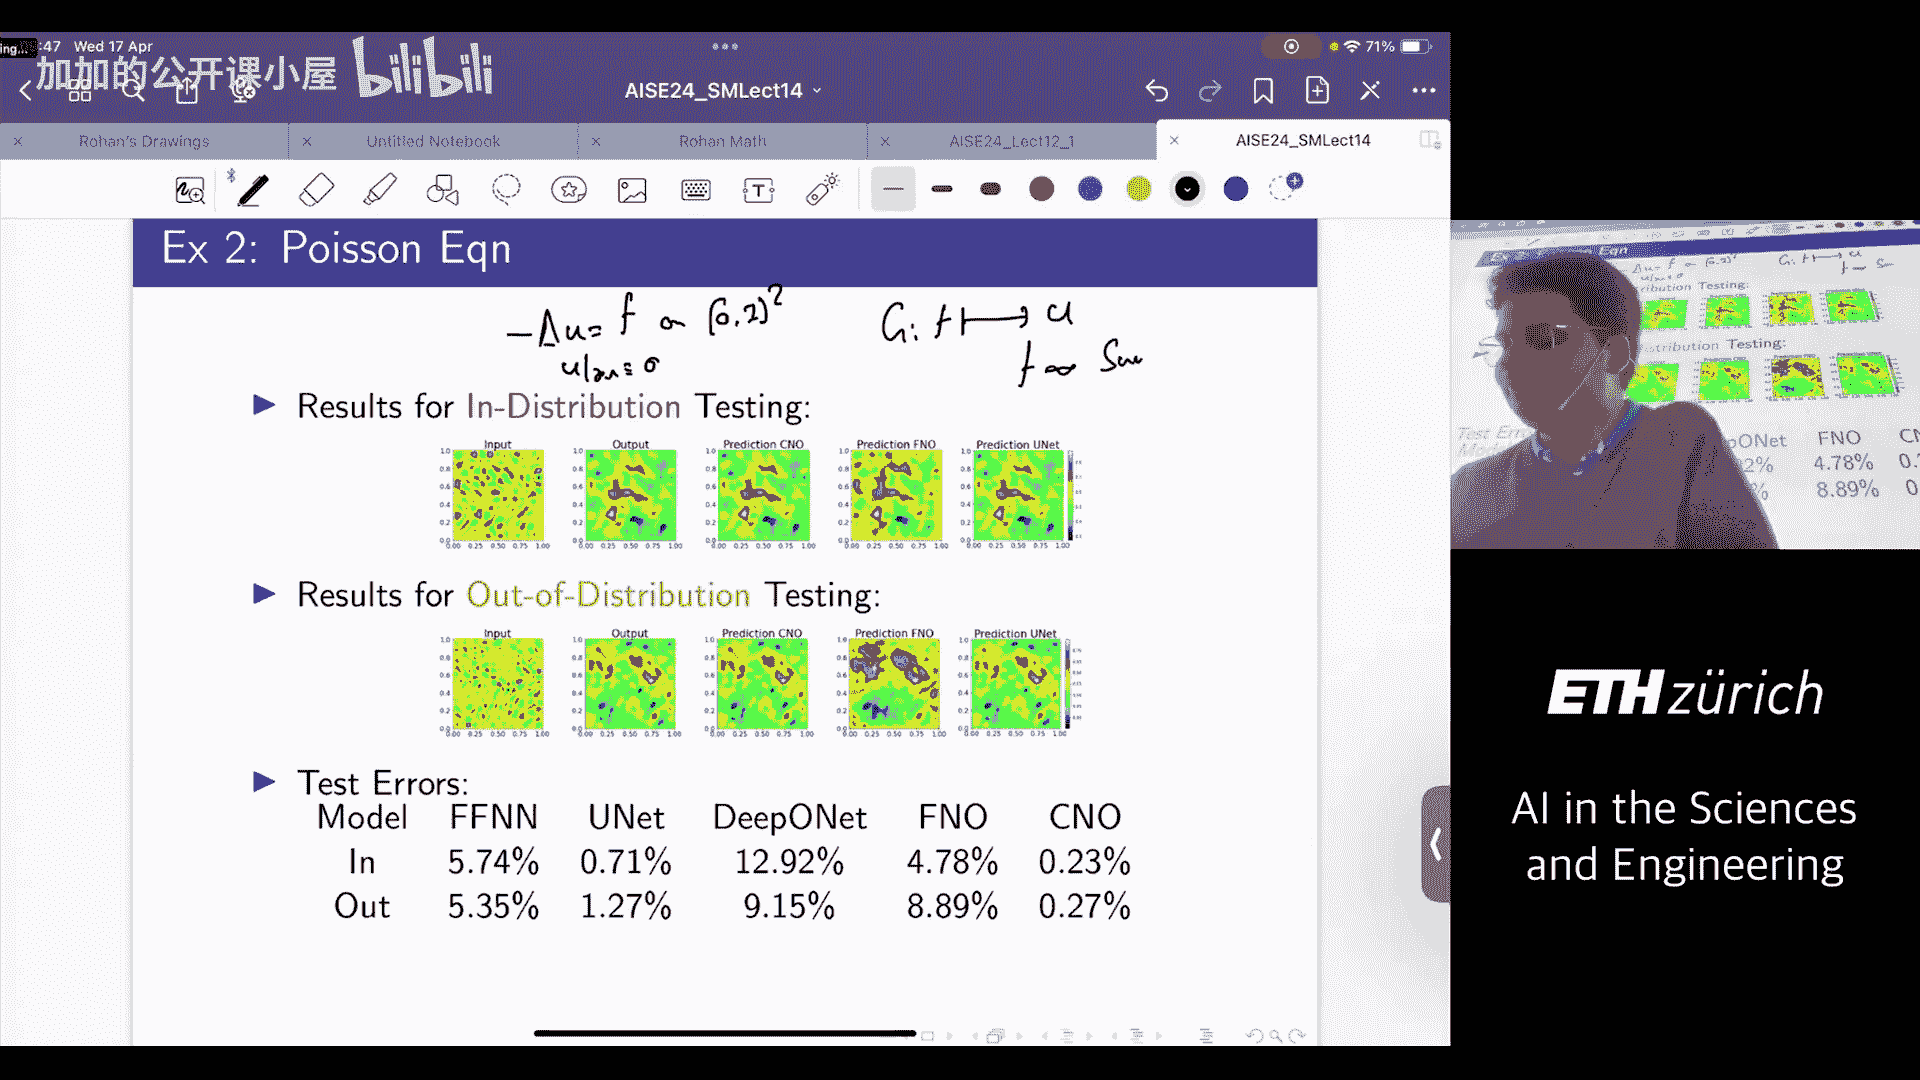 :47 Wed 17 Apr
71%
加加的公开课小屋 bilibili
AISE24_SMLect14
Rohan's Drawings
Untitled Notebook
Rohan Math
AISE24_Lect12_1
AISE24_SMLect14
Ex 2: Poisson Eqn
-Δu = f on (0,2)²
G: f ↦ u
u|∂Ω = 0
f ∞
Results for In-Distribution Testing:
Input Output Prediction CNO Prediction FNO Prediction UNet
Results for Out-of-Distribution Testing:
Input Output Prediction CNO Prediction FNO Prediction UNet
Test Errors:
Model FFNN UNet DeepONet FNO CNO
In 5.74% 0.71% 12.92% 4.78% 0.23%
Out 5.35% 1.27% 9.15% 8.89% 0.27%
ETH zürich
AI in the Sciences
and Engineering